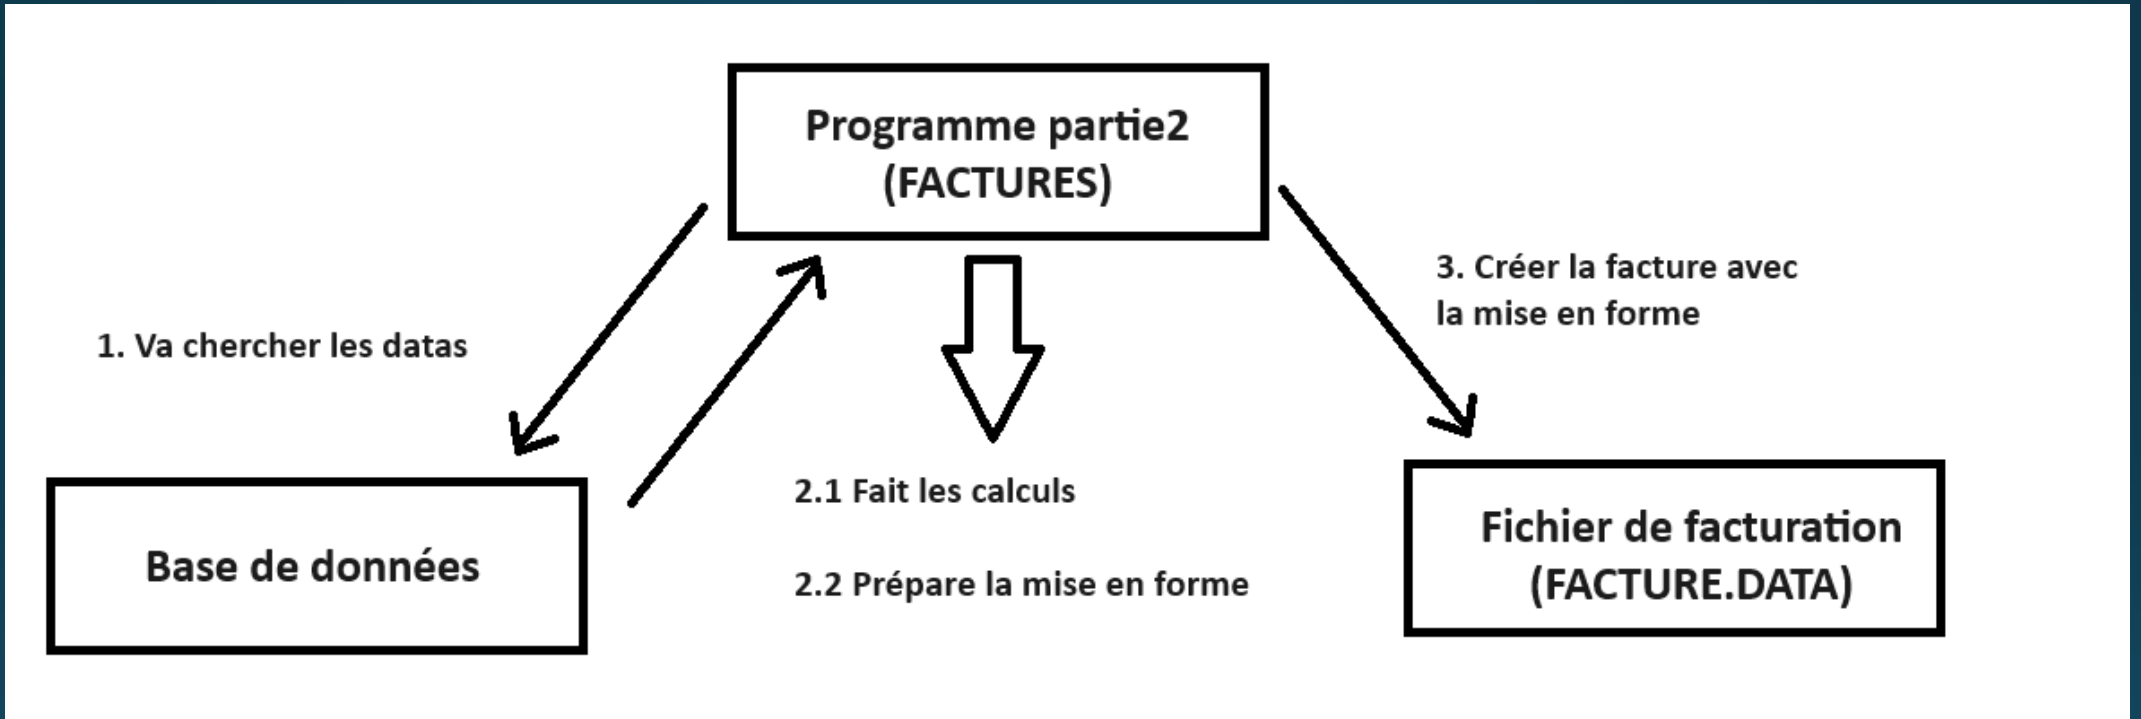 Programme partie2
(FACTURES)
1. Va chercher les datas
3. Créer la facture avec
la mise en forme
2.1 Fait les calculs
2.2 Prépare la mise en forme
Base de données
Fichier de facturation
(FACTURE.DATA)